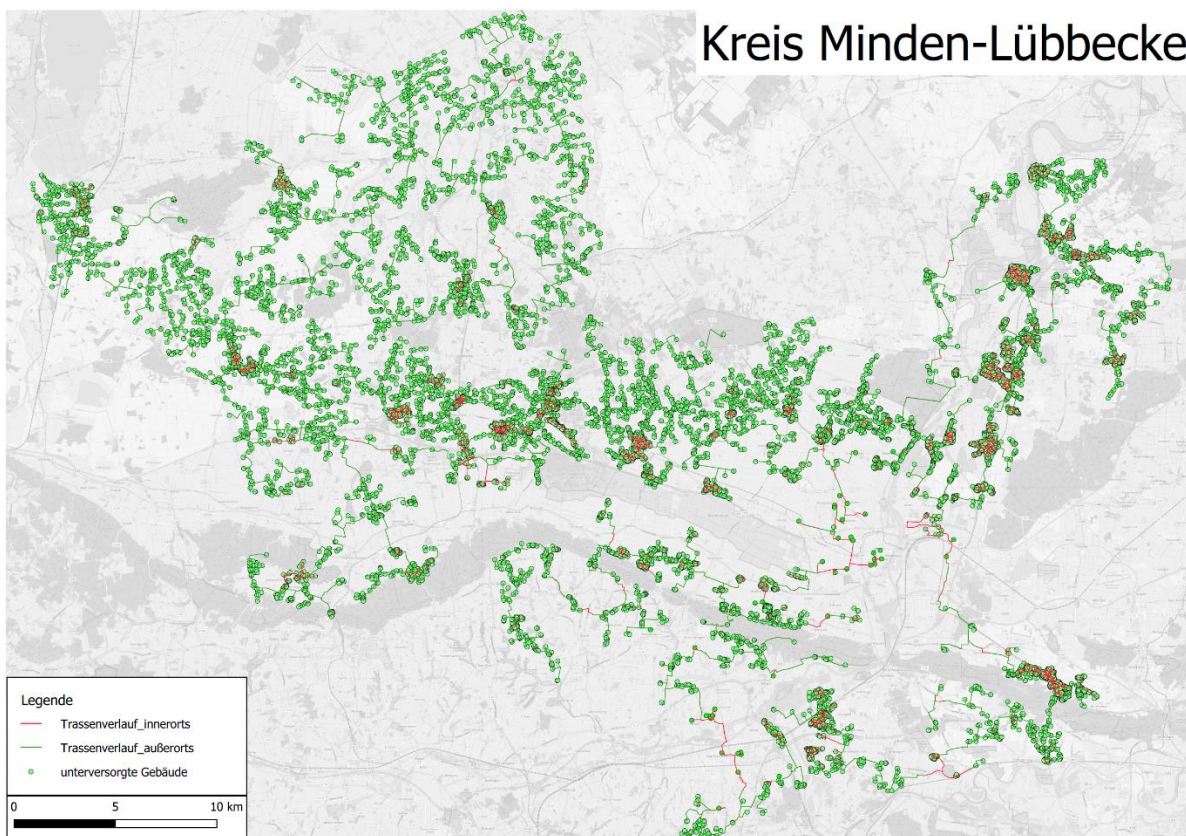 Kreis Minden-Lübbecke
Legende
Trassenverlauf_innerorts
Trassenverlauf_außerorts
unterversorgte Gebäude
0 5 10 km